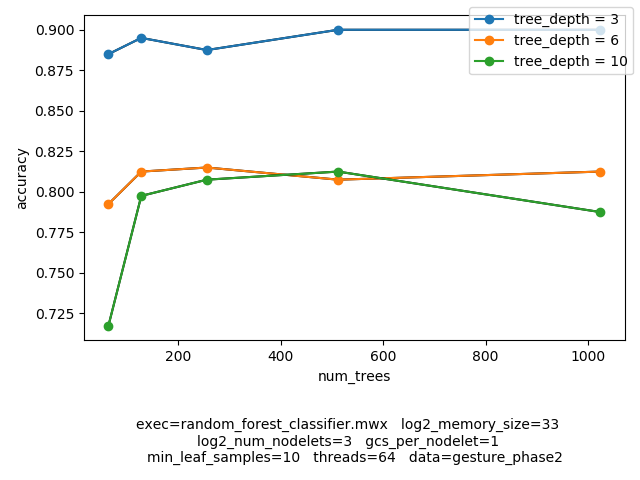 tree_depth = 3
tree_depth = 6
tree_depth = 10
0.900
0.875
0.850
0.825
0.800
0.775
0.750
0.725
accuracy
200 400 600 800 1000
num_trees
exec=random_forest_classifier.mwx log2_memory_size=33
log2_num_nodelets=3 gcs_per_nodelet=1
min_leaf_samples=10 threads=64 data=gesture_phase2